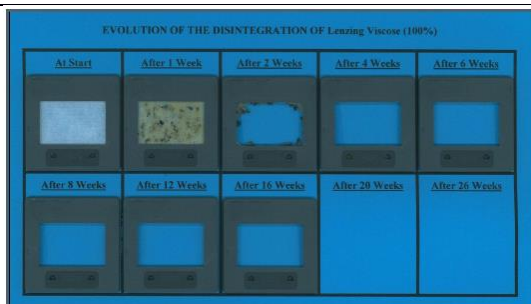 EVOLUTION OF THE DISINTEGRATION OF Lenzing Viscose (100%)
At Start
After 1 Week
After 2 Weeks
After 4 Weeks
After 6 Weeks
After 8 Weeks
After 12 Weeks
After 16 Weeks
After 20 Weeks
After 26 Weeks